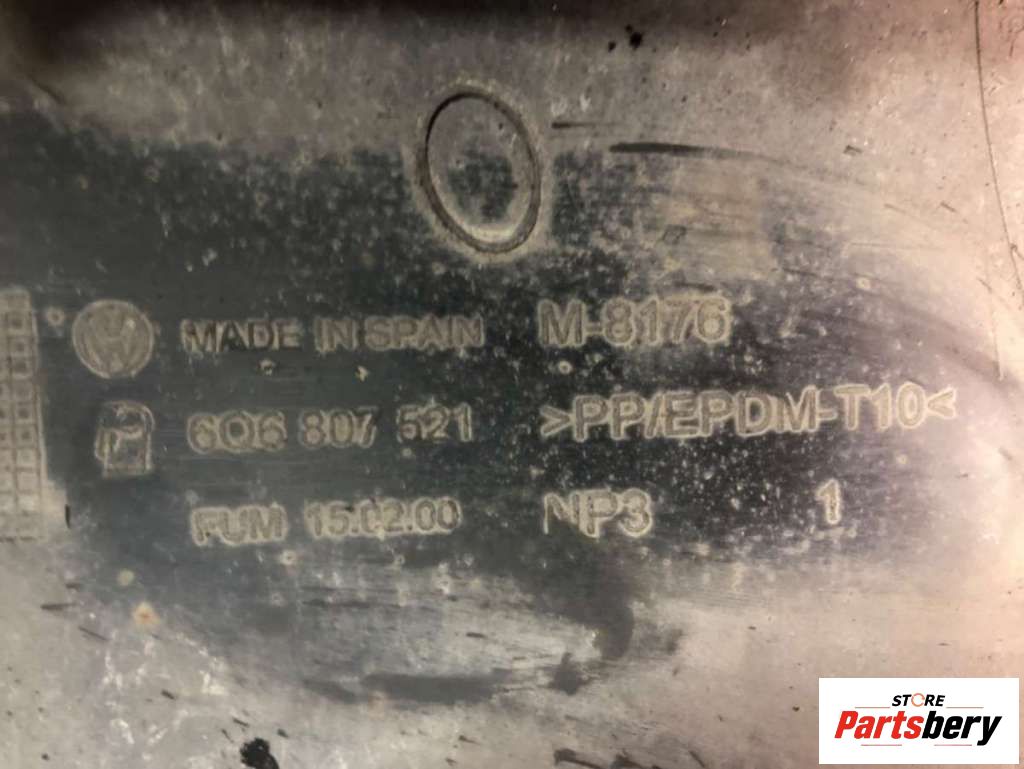 MADE IN SPAIN M-8176
6Q6 807 521 >PP/EPDM-T10<
FUM 15.02.00 NP3 1
STORE
Partsbery